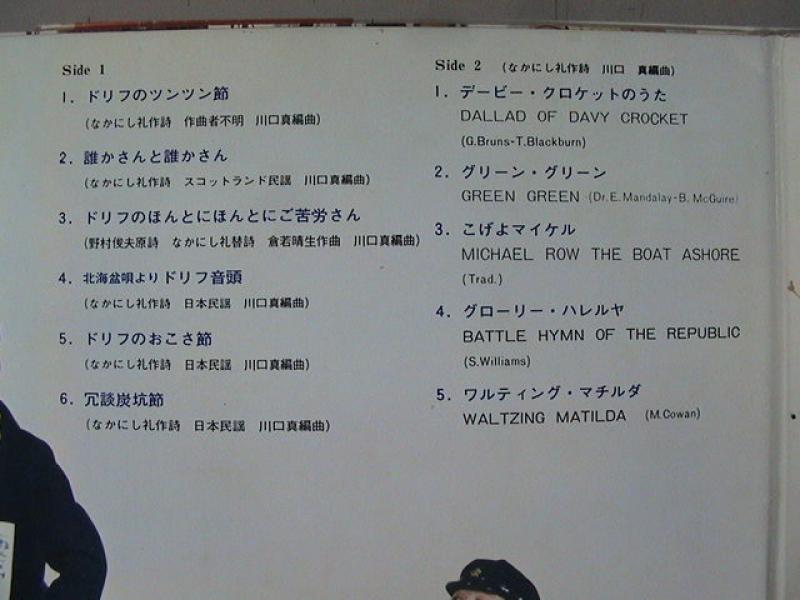 Side 1
1. ドリフのツンツン節
(なかにし礼作詩 作曲者不明 川口真編曲)
2. 誰かさんと誰かさん
(なかにし礼作詩 スコットランド民謡 川口真編曲)
3. ドリフのほんとにほんとにご苦労さん
(野村俊夫原詩 なかにし礼替詩 倉若晴生作曲 川口真編曲)
4. 北海盆唄よりドリフ音頭
(なかにし礼作詩 日本民謡 川口真編曲)
5. ドリフのおこさ節
(なかにし礼作詩 日本民謡 川口真編曲)
6. 冗談炭坑節
(なかにし礼作詩 日本民謡 川口真編曲)
Side 2 (なかにし礼作詩 川口 真編曲)
1. デービー・クロケットのうた
DALLAD OF DAVY CROCKET
(G.Bruns-T.Blackburn)
2. グリーン・グリーン
GREEN GREEN (Dr.E.Mandalay-B.McGuire)
3. こげよマイケル
MICHAEL ROW THE BOAT ASHORE
(Trad.)
4. グローリー・ハレルヤ
BATTLE HYMN OF THE REPUBLIC
(S.Williams)
5. ワルティング・マチルダ
WALTZING MATILDA (M.Cowan)